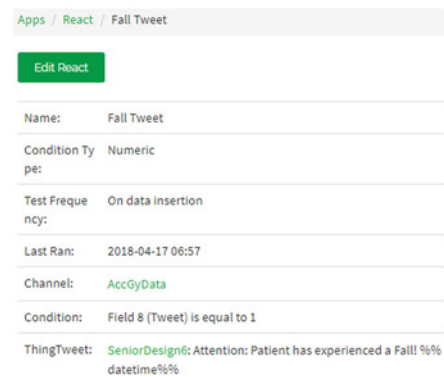 Apps / React / Fall Tweet
Edit React
Name: Fall Tweet
Condition Ty Numeric
pe:
Test Freque On data insertion
ncy:
Last Ran: 2018-04-17 06:57
Channel: AccGyData
Condition: Field 8 (Tweet) is equal to 1
ThingTweet: SeniorDesign6: Attention: Patient has experienced a Fall! %%
datetime%%